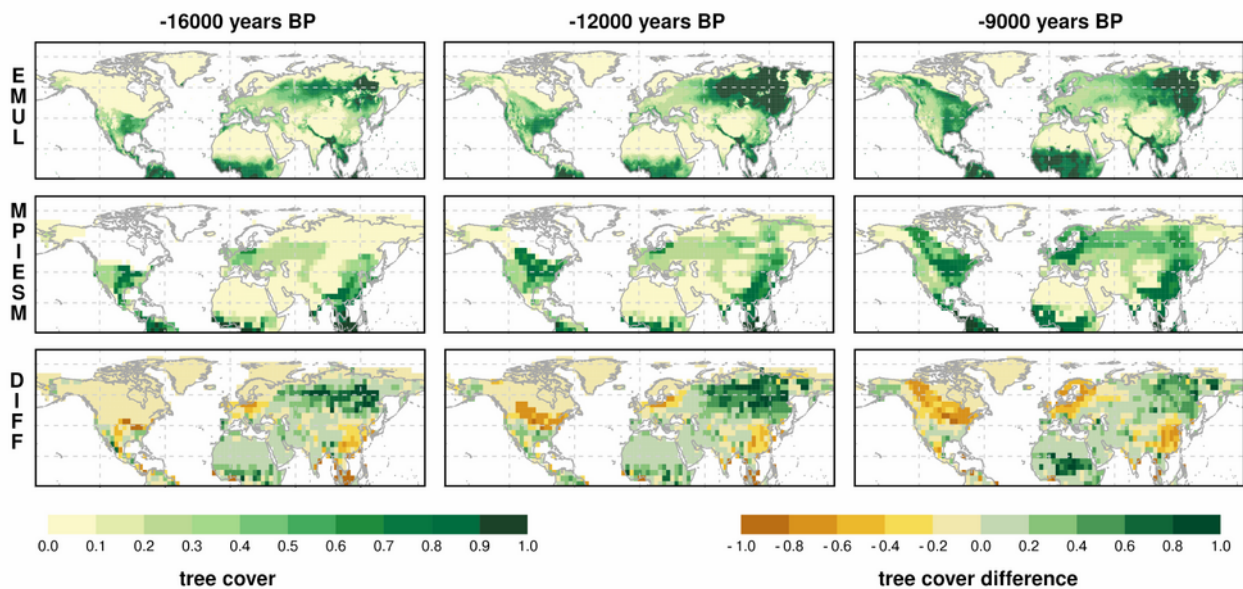 -16000 years BP -12000 years BP -9000 years BP
EMUL
MPIESM
DIFF
0.0 0.1 0.2 0.3 0.4 0.5 0.6 0.7 0.8 0.9 1.0
tree cover
- 1.0 -0.8 -0.6 -0.4 -0.2 0.0 0.2 0.4 0.6 0.8 1.0
tree cover difference